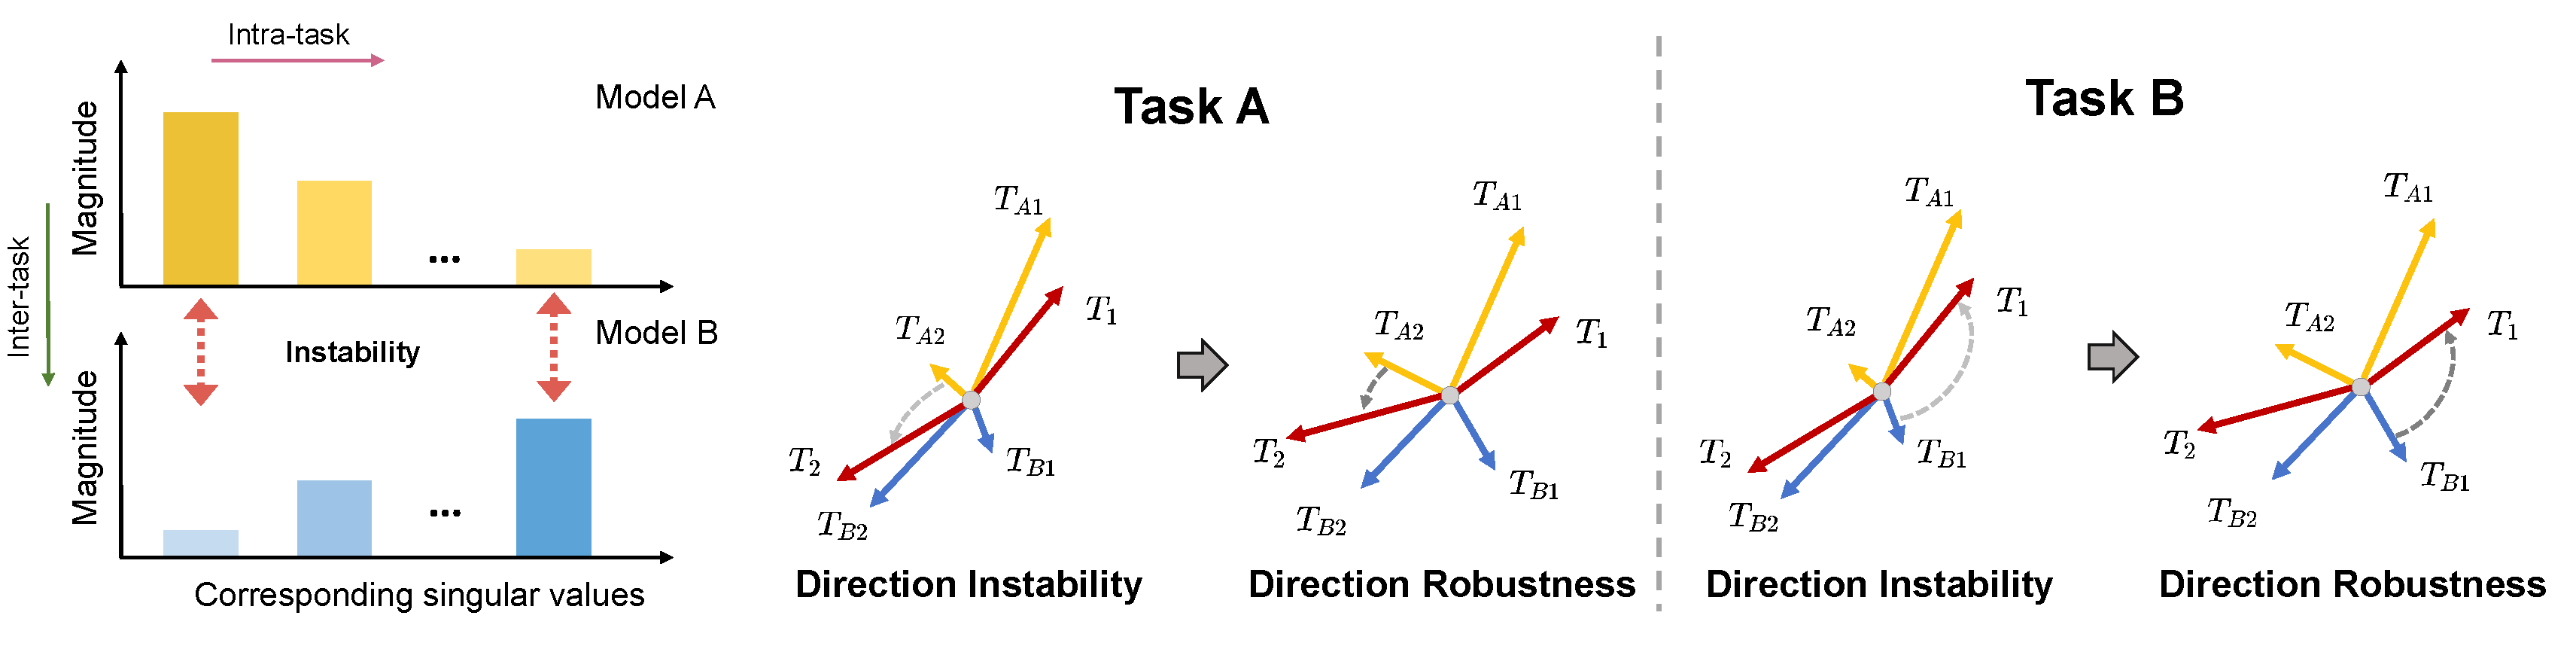 Intra-task
Model A
Magnitude
...
Inter-task
Instability
Model B
Magnitude
...
Corresponding singular values
Task A
T_{A1}
T_1
T_{A2}
T_2
T_{B1}
T_{B2}
Direction Instability
T_{A1}
T_{A2}
T_1
T_2
T_{B1}
T_{B2}
Direction Robustness
Task B
T_{A1}
T_1
T_{A2}
T_2
T_{B1}
T_{B2}
Direction Instability
T_{A1}
T_{A2}
T_1
T_2
T_{B1}
T_{B2}
Direction Robustness